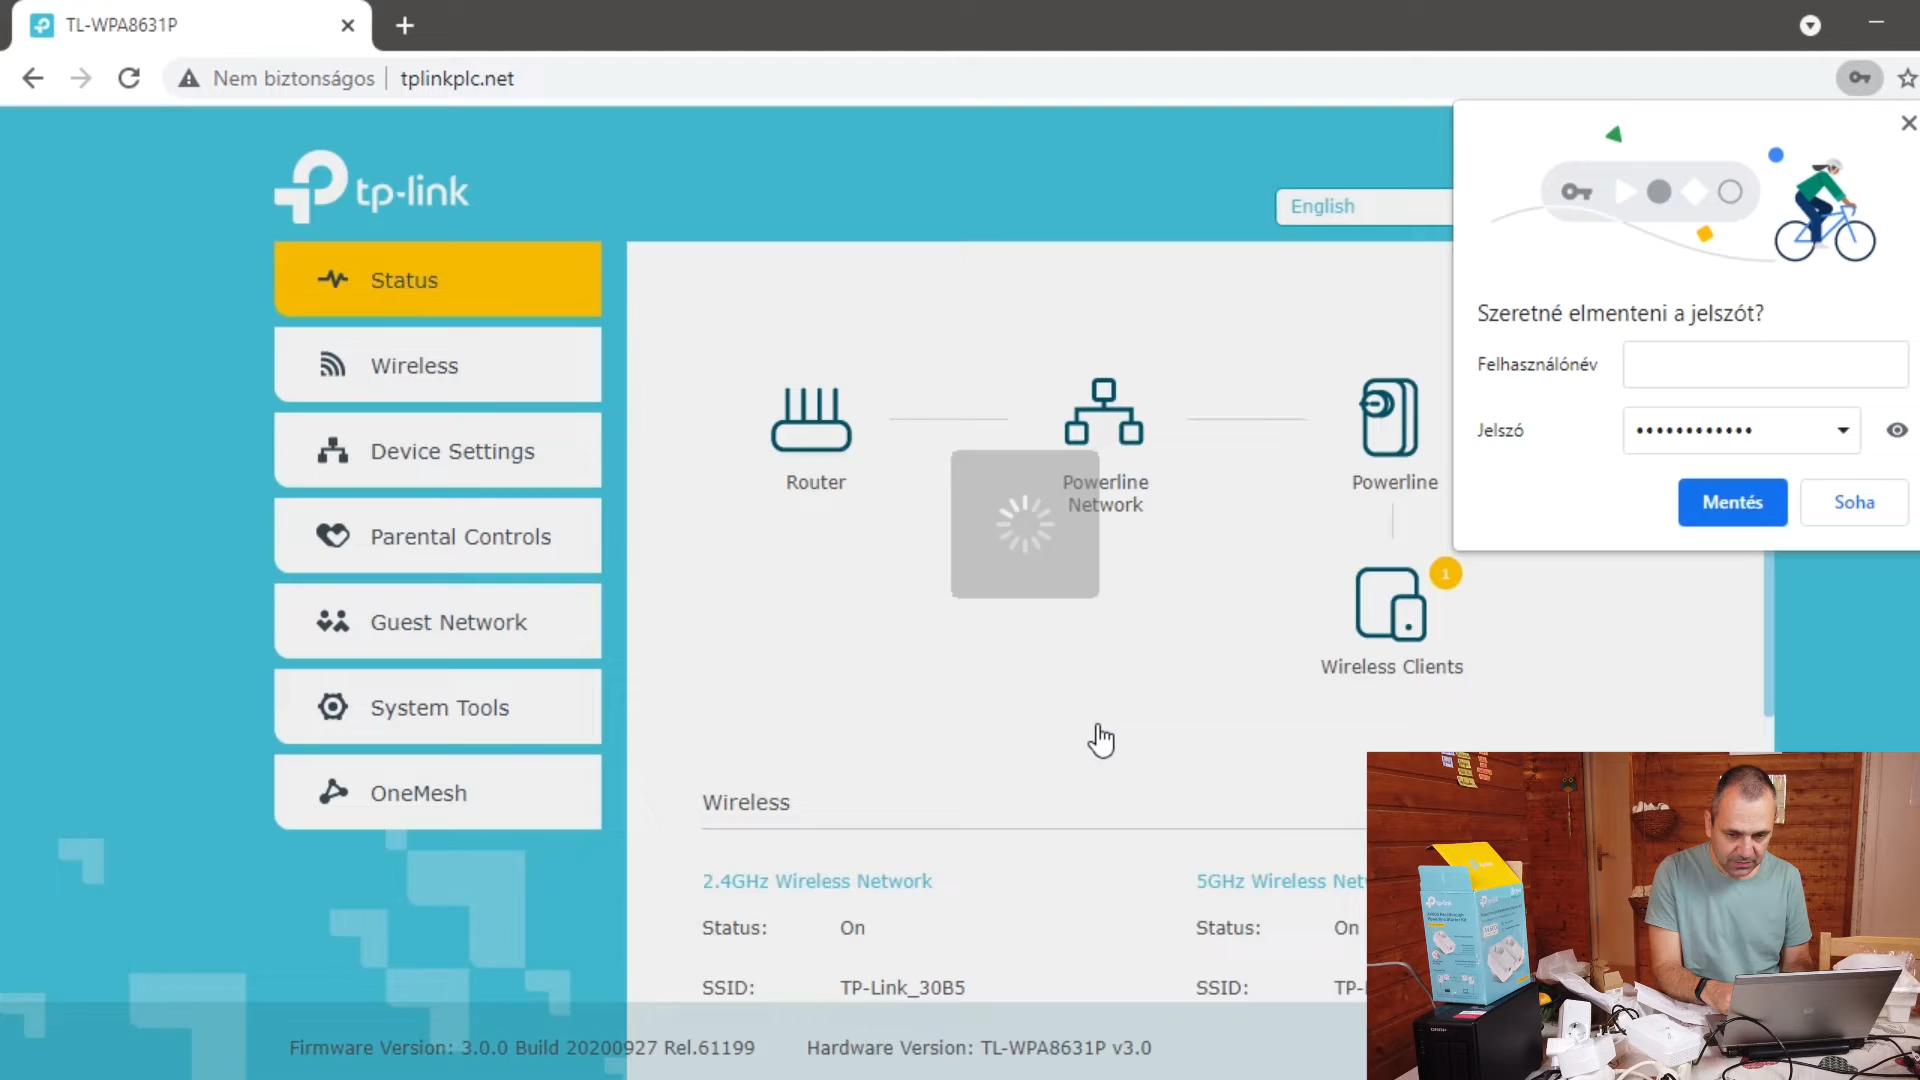 TL-WPA8631P
Nem biztonságos
tplinkplc.net
tp-link
English
Szeretné elmenteni a jelszót?
Felhasználónév
Jelszó
Mentés
Soha
Status
Wireless
Device Settings
Parental Controls
Guest Network
System Tools
OneMesh
Router
Powerline
Network
Powerline
1
Wireless Clients
Wireless
2.4GHz Wireless Network
5GHz Wireless
Status: On
Status: On
SSID: TP-Link_30B5
SSID: TP-
Firmware Version: 3.0.0 Build 20200927 Rel.61199
Hardware Version: TL-WPA8631P v3.0